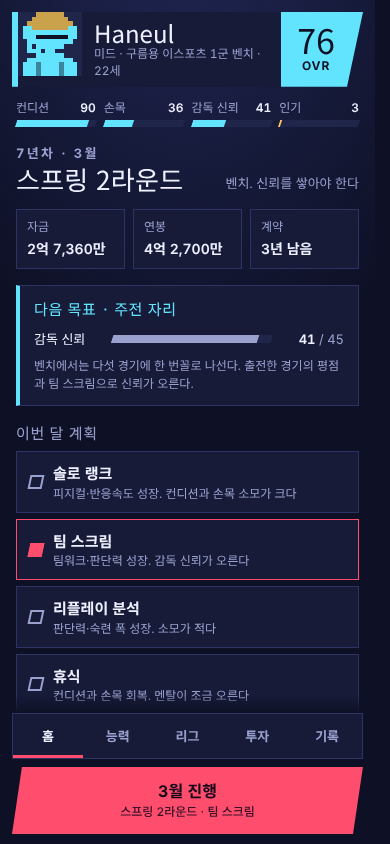 Haneul
미드 · 구름용 이스포츠 1군 벤치 ·
22세
76
OVR
컨디션 90 손목 36 감독 신뢰 41 인기 3
7년차 · 3월
스프링 2라운드
벤치. 신뢰를 쌓아야 한다
자금 연봉 계약
2억 7,360만 4억 2,700만 3년 남음
다음 목표 · 주전 자리
감독 신뢰 41 / 45
벤치에서는 다섯 경기에 한 번꼴로 나선다. 출전한 경기의 평점
과 팀 스크림으로 신뢰가 오른다.
이번 달 계획
솔로 랭크
피지컬·반응속도 성장. 컨디션과 손목 소모가 크다
팀 스크림
팀워크·판단력 성장. 감독 신뢰가 오른다
리플레이 분석
판단력·숙련 폭 성장. 소모가 적다
휴식
컨디션과 손목 회복. 멘탈이 조금 오른다
홈 능력 리그 투자 기록
3월 진행
스프링 2라운드 · 팀 스크림